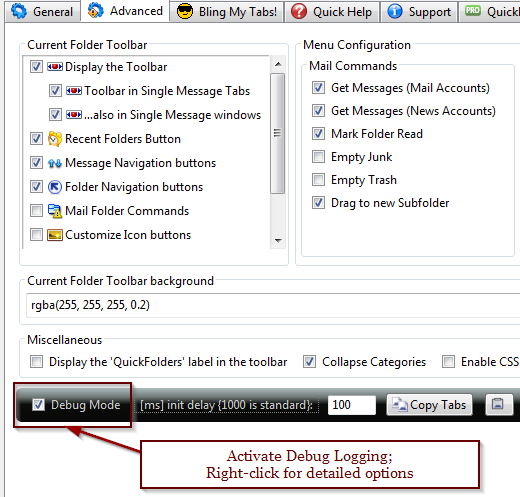 General Advanced Bling My Tabs! Quick Help Support PRO
Current Folder Toolbar
Display the Toolbar
Toolbar in Single Message Tabs
...also in Single Message windows
Recent Folders Button
Message Navigation buttons
Folder Navigation buttons
Mail Folder Commands
Customize Icon buttons
Menu Configuration
Mail Commands
Get Messages (Mail Accounts)
Get Messages (News Accounts)
Mark Folder Read
Empty Junk
Empty Trash
Drag to new Subfolder
Current Folder Toolbar background
rgba(255, 255, 255, 0.2)
Miscellaneous
Display the 'QuickFolders' label in the toolbar Collapse Categories Enable CSS
Debug Mode [ms] init delay {1000 is standard}: 100 Copy Tabs
Activate Debug Logging;
Right-click for detailed options